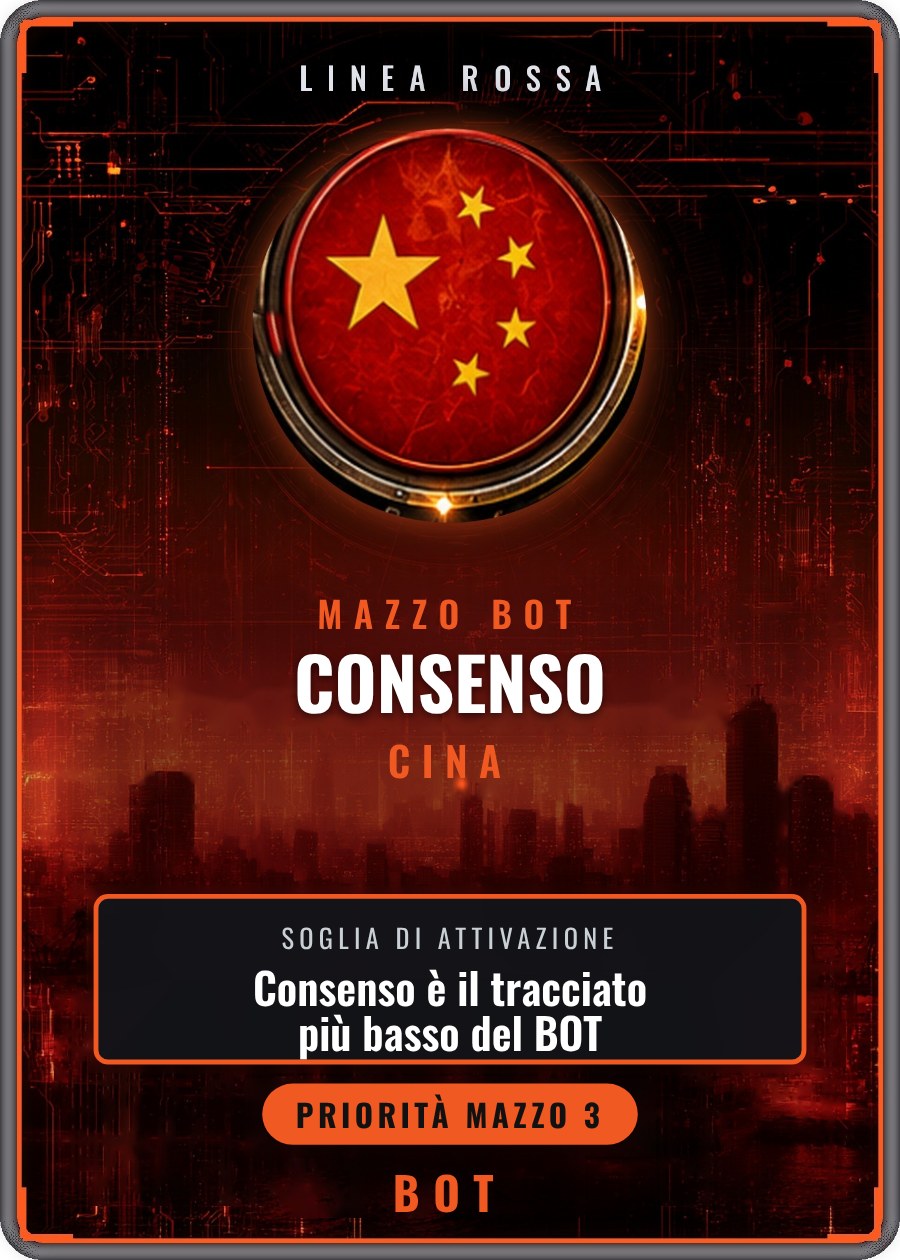 LINEA ROSSA
MAZZO BOT
CONSENSO
CINA
SOGLIA DI ATTIVAZIONE
Consenso è il tracciato
più basso del BOT
PRIORITÀ MAZZO 3
BOT